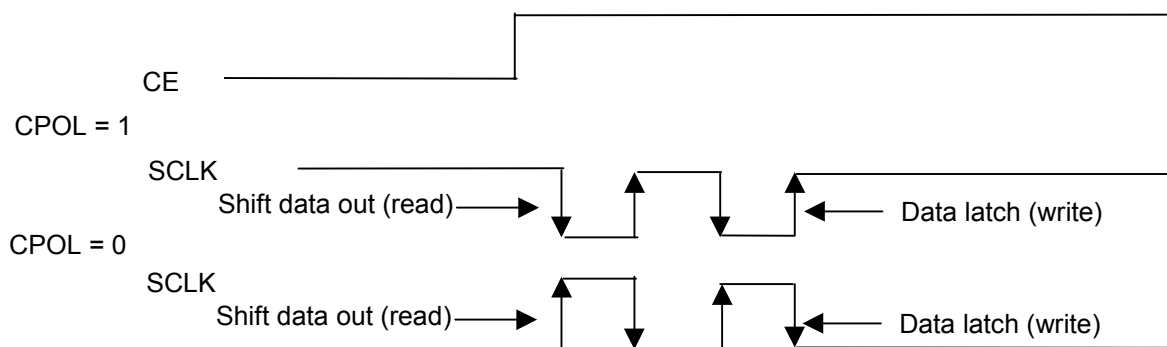 CE
CPOL = 1
SCLK
Shift data out (read)
Data latch (write)
CPOL = 0
SCLK
Shift data out (read)
Data latch (write)